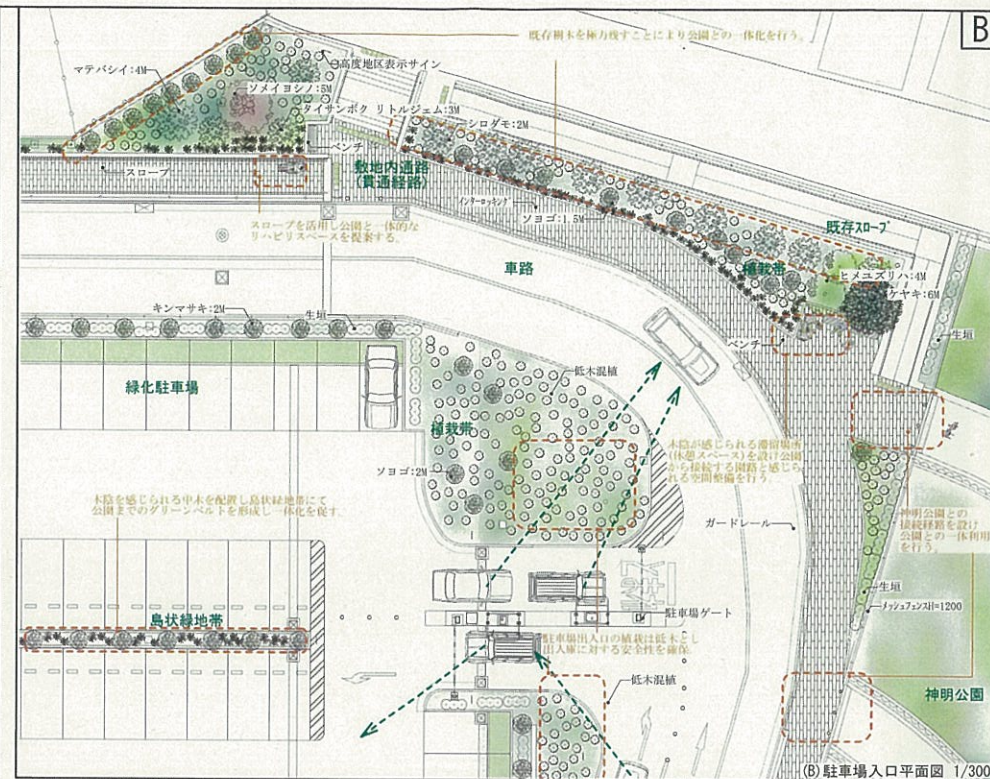 B
既存樹木を極力残すことにより公園との一体化を行う。
高度地区表示サイン
マテバシイ:4M
ソメイヨシノ:5M
タイサンボク リトルジェム:3M
シロダモ:2M
ベンチ
スロープ
敷地内通路
(貫通経路)
インターロッキング
ソヨゴ:1.5M
既存スロープ
スロープを活用し公園と一体的な
リハビリスペースを提案する。
車路
植栽帯
ヒメユズリハ:4M
ケヤキ:6M
キンマサキ:2M
生垣
ベンチ
生垣
緑化駐車場
低木混植
植栽帯
ソヨゴ:2M
木陰が感じられる滞留場所
(休憩スペース)を設け公園
から接続する園路と感じら
れる空間整備を行う。
木陰を感じられる中木を配置し島状緑地帯にて
公園までのグリーンベルトを形成し一体化を促す。
ガードレール
神明公園との
接続経路を設け
公園との一体利用
を行う。
生垣
メッシュフェンスH=1200
島状緑地帯
駐車場ゲート
駐車場出入口の植栽は低木とし
出入庫に対する安全性を確保。
低木混植
神明公園
(B)駐車場入口平面図 1/300